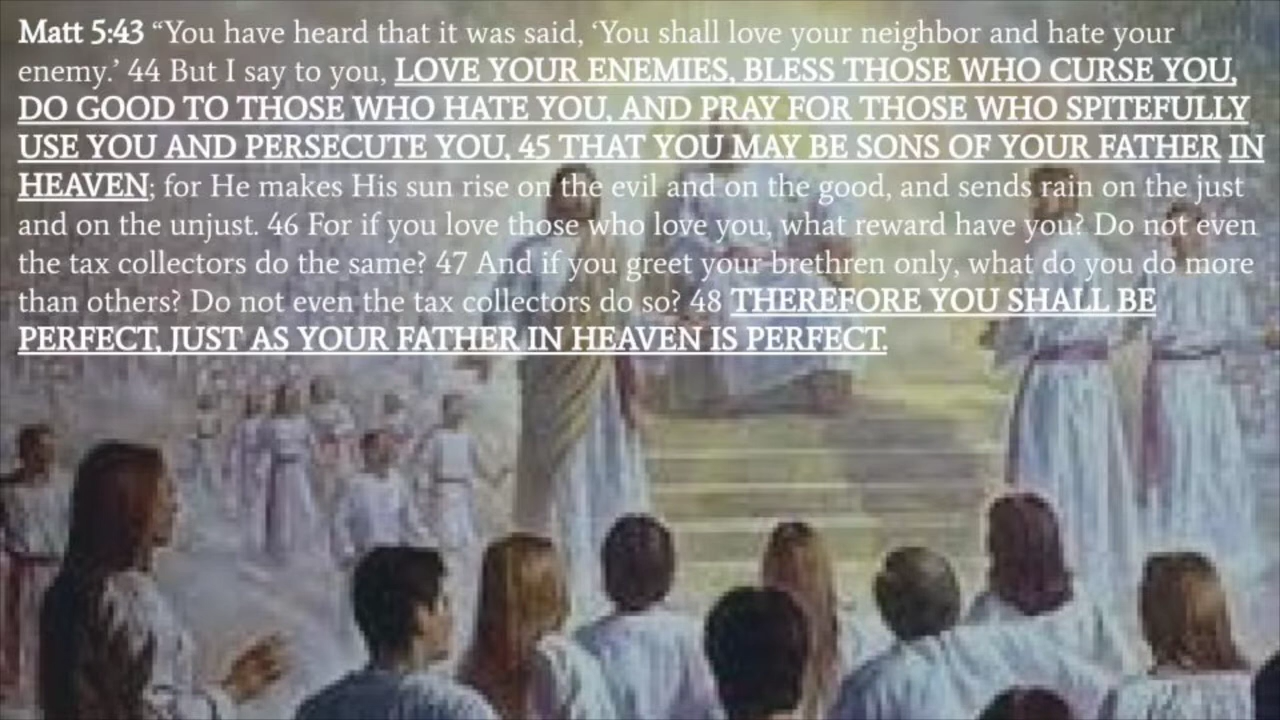 Matt 5:43 “You have heard that it was said, ‘You shall love your neighbor and hate your
enemy.’ 44 But I say to you, LOVE YOUR ENEMIES, BLESS THOSE WHO CURSE YOU,
DO GOOD TO THOSE WHO HATE YOU, AND PRAY FOR THOSE WHO SPITEFULLY
USE YOU AND PERSECUTE YOU, 45 THAT YOU MAY BE SONS OF YOUR FATHER IN
HEAVEN; for He makes His sun rise on the evil and on the good, and sends rain on the just
and on the unjust. 46 For if you love those who love you, what reward have you? Do not even
the tax collectors do the same? 47 And if you greet your brethren only, what do you do more
than others? Do not even the tax collectors do so? 48 THEREFORE YOU SHALL BE
PERFECT, JUST AS YOUR FATHER IN HEAVEN IS PERFECT.